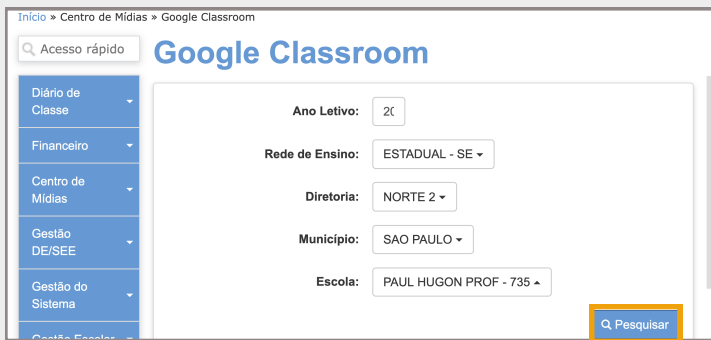 Início » Centro de Mídias » Google Classroom
Acesso rápido
Google Classroom
Diário de
Classe
Financeiro
Centro de
Mídias
Gestão
DE/SEE
Gestão do
Sistema
Gestão Escolar
Ano Letivo: 20
Rede de Ensino: ESTADUAL - SE
Diretoria: NORTE 2
Município: SAO PAULO
Escola: PAUL HUGON PROF - 735
Pesquisar